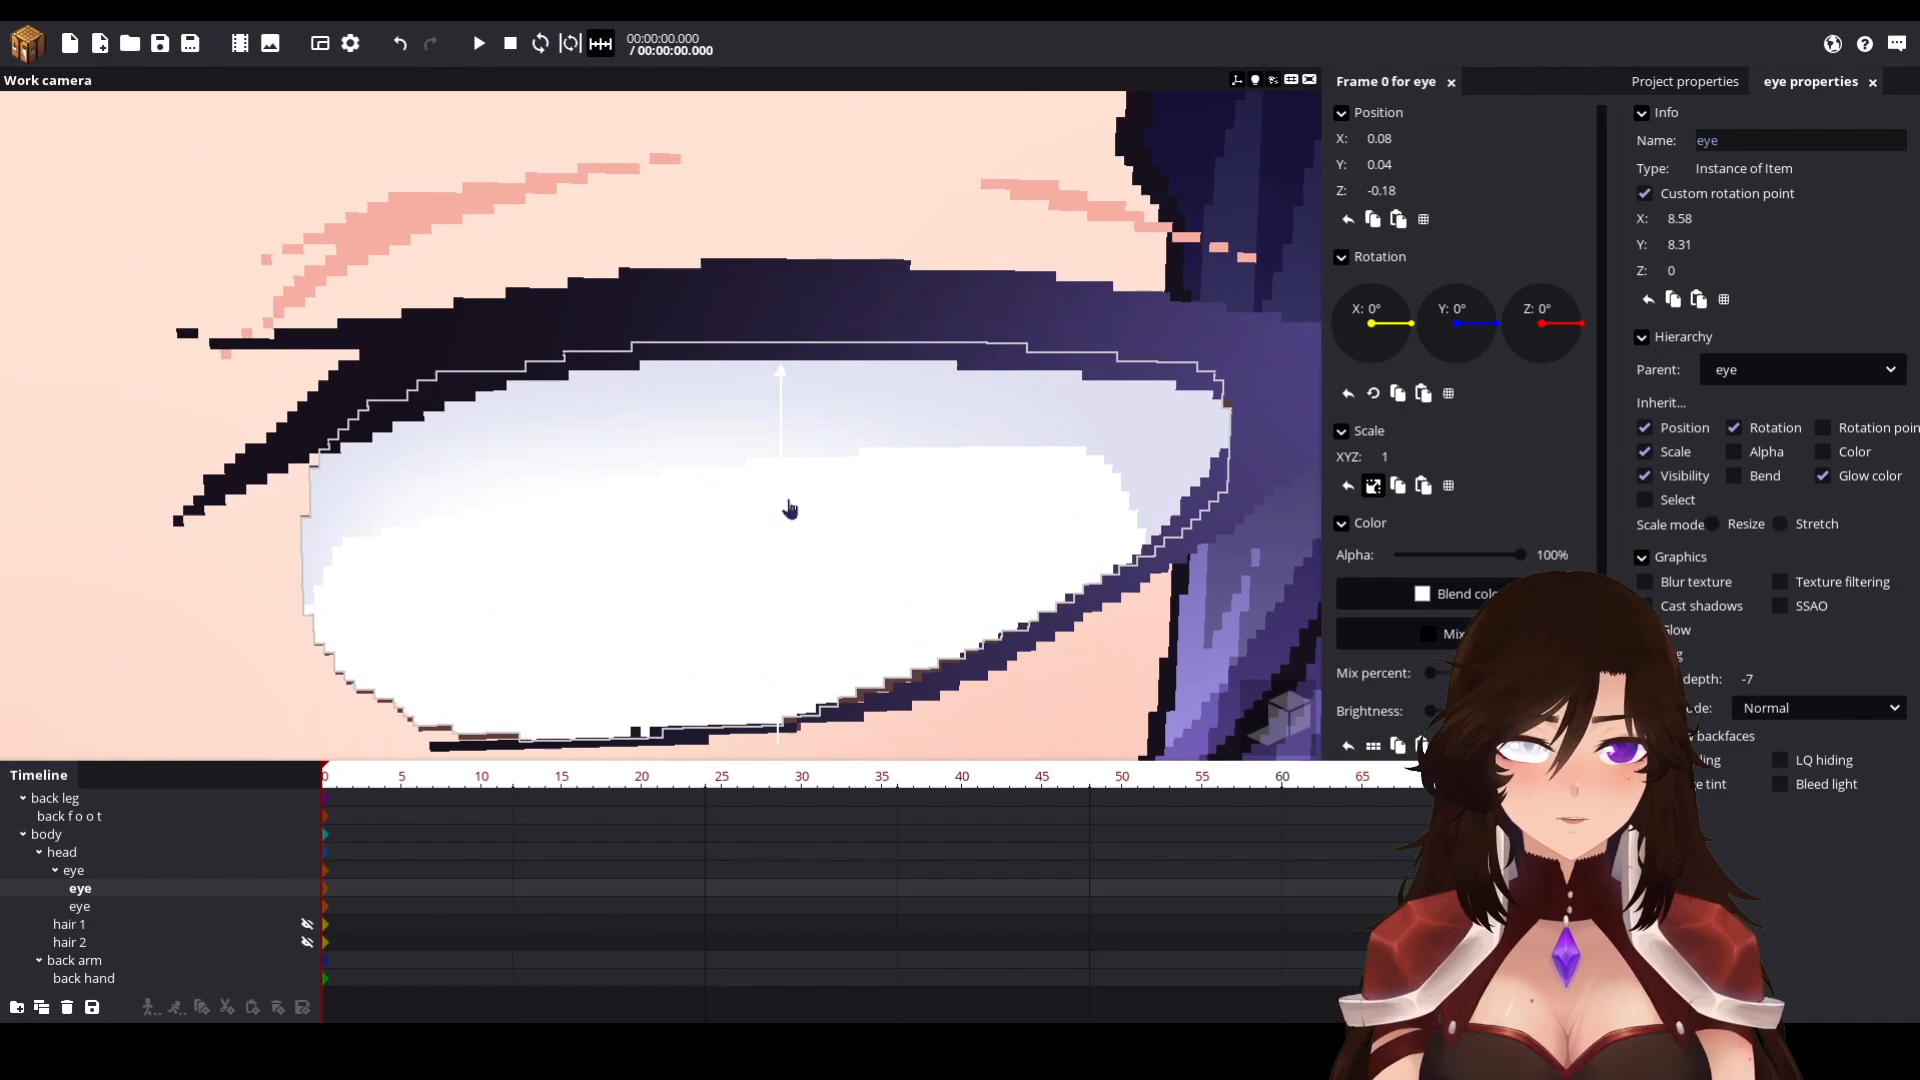 00:00:00.000
/ 00:00:00.000
Work camera
Frame 0 for eye
Position
X: 0.08
Y: 0.04
Z: -0.18
Rotation
X: 0° Y: 0° Z: 0°
Scale
XYZ: 1
Color
Alpha: 100%
Blend colo
Mix
Mix percent:
Brightness:
Project properties eye properties
Info
Name: eye
Type: Instance of Item
Custom rotation point
X: 8.58
Y: 8.31
Z: 0
Hierarchy
Parent: eye
Inherit...
Position Rotation Rotation poin
Scale Alpha Color
Visibility Bend Glow color
Select
Scale mode Resize Stretch
Graphics
Blur texture Texture filtering
Cast shadows SSAO
depth: -7
Normal
backfaces
LQ hiding
tint Bleed light
Timeline
0 5 10 15 20 25 30 35 40 45 50 55 60 65
back leg
back f o o t
body
head
eye
eye
eye
hair 1
hair 2
back arm
back hand